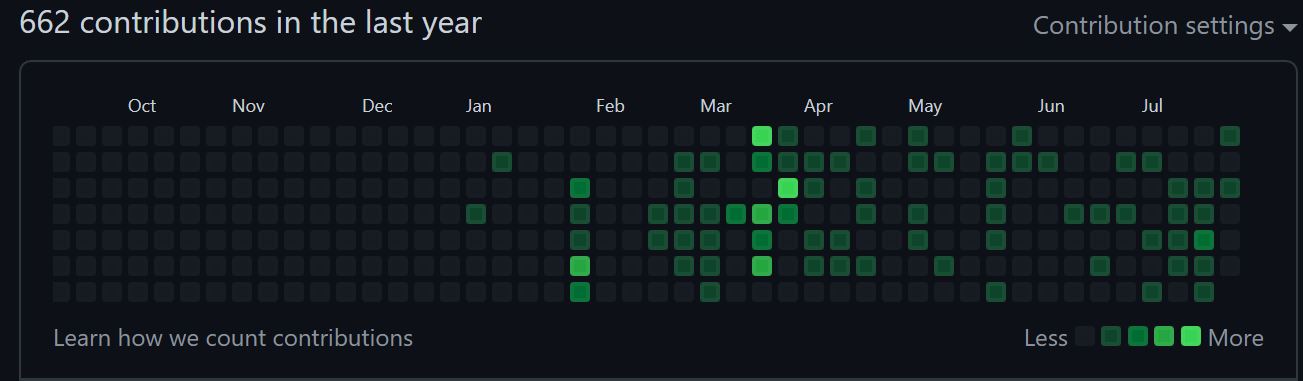 662 contributions in the last year
Contribution settings
Oct Nov Dec Jan Feb Mar Apr May Jun Jul
Learn how we count contributions
Less More